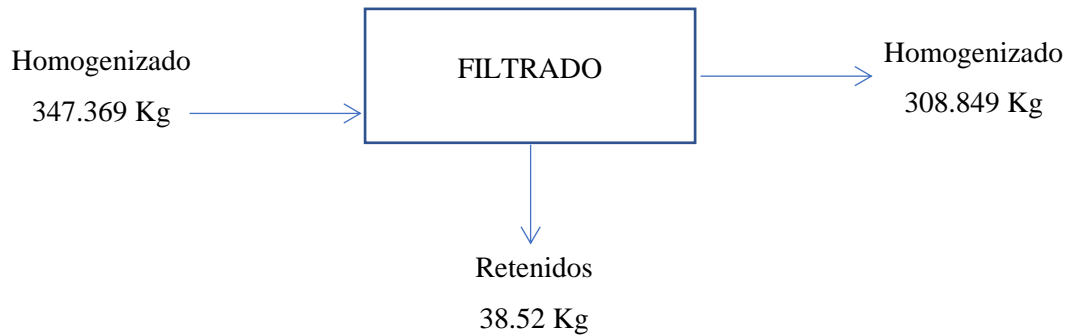 Homogenizado
347.369 Kg
FILTRADO
Homogenizado
308.849 Kg
Retenidos
38.52 Kg